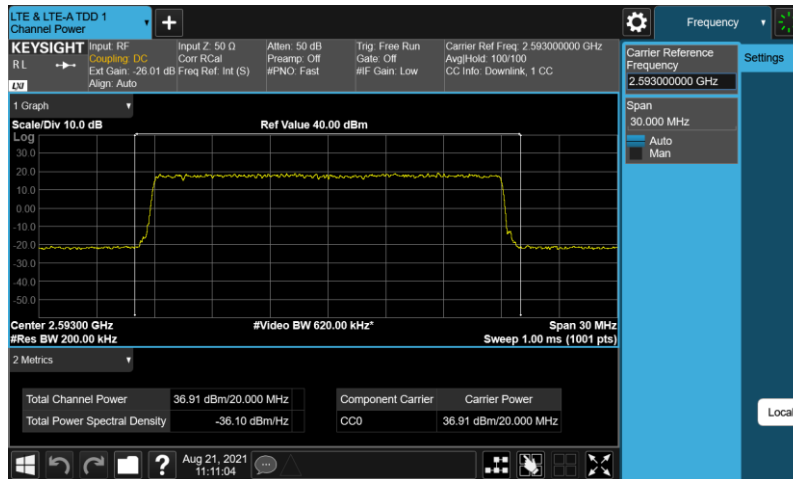 LTE & LTE-A TDD 1
Channel Power
Frequency
KEYSIGHT
R L
LXI
Input: RF
Coupling: DC
Ext Gain: -26.01 dB
Align: Auto
Input Z: 50 Ω
Corr RCal
Freq Ref: Int (S)
Atten: 50 dB
Preamp: Off
#PNO: Fast
Trig: Free Run
Gate: Off
#IF Gain: Low
Carrier Ref Freq: 2.593000000 GHz
Avg|Hold: 100/100
CC Info: Downlink, 1 CC
Carrier Reference
Frequency
2.593000000 GHz
Settings
Span
30.000 MHz
Auto
Man
1 Graph
Scale/Div 10.0 dB
Ref Value 40.00 dBm
Log
30.0
20.0
10.0
0.00
-10.0
-20.0
-30.0
-40.0
-50.0
Center 2.59300 GHz
#Video BW 620.00 kHz*
Span 30 MHz
#Res BW 200.00 kHz
Sweep 1.00 ms (1001 pts)
2 Metrics
Total Channel Power 36.91 dBm/20.000 MHz
Total Power Spectral Density -36.10 dBm/Hz
Component Carrier Carrier Power
CC0 36.91 dBm/20.000 MHz
Local
?
Aug 21, 2021
11:11:04